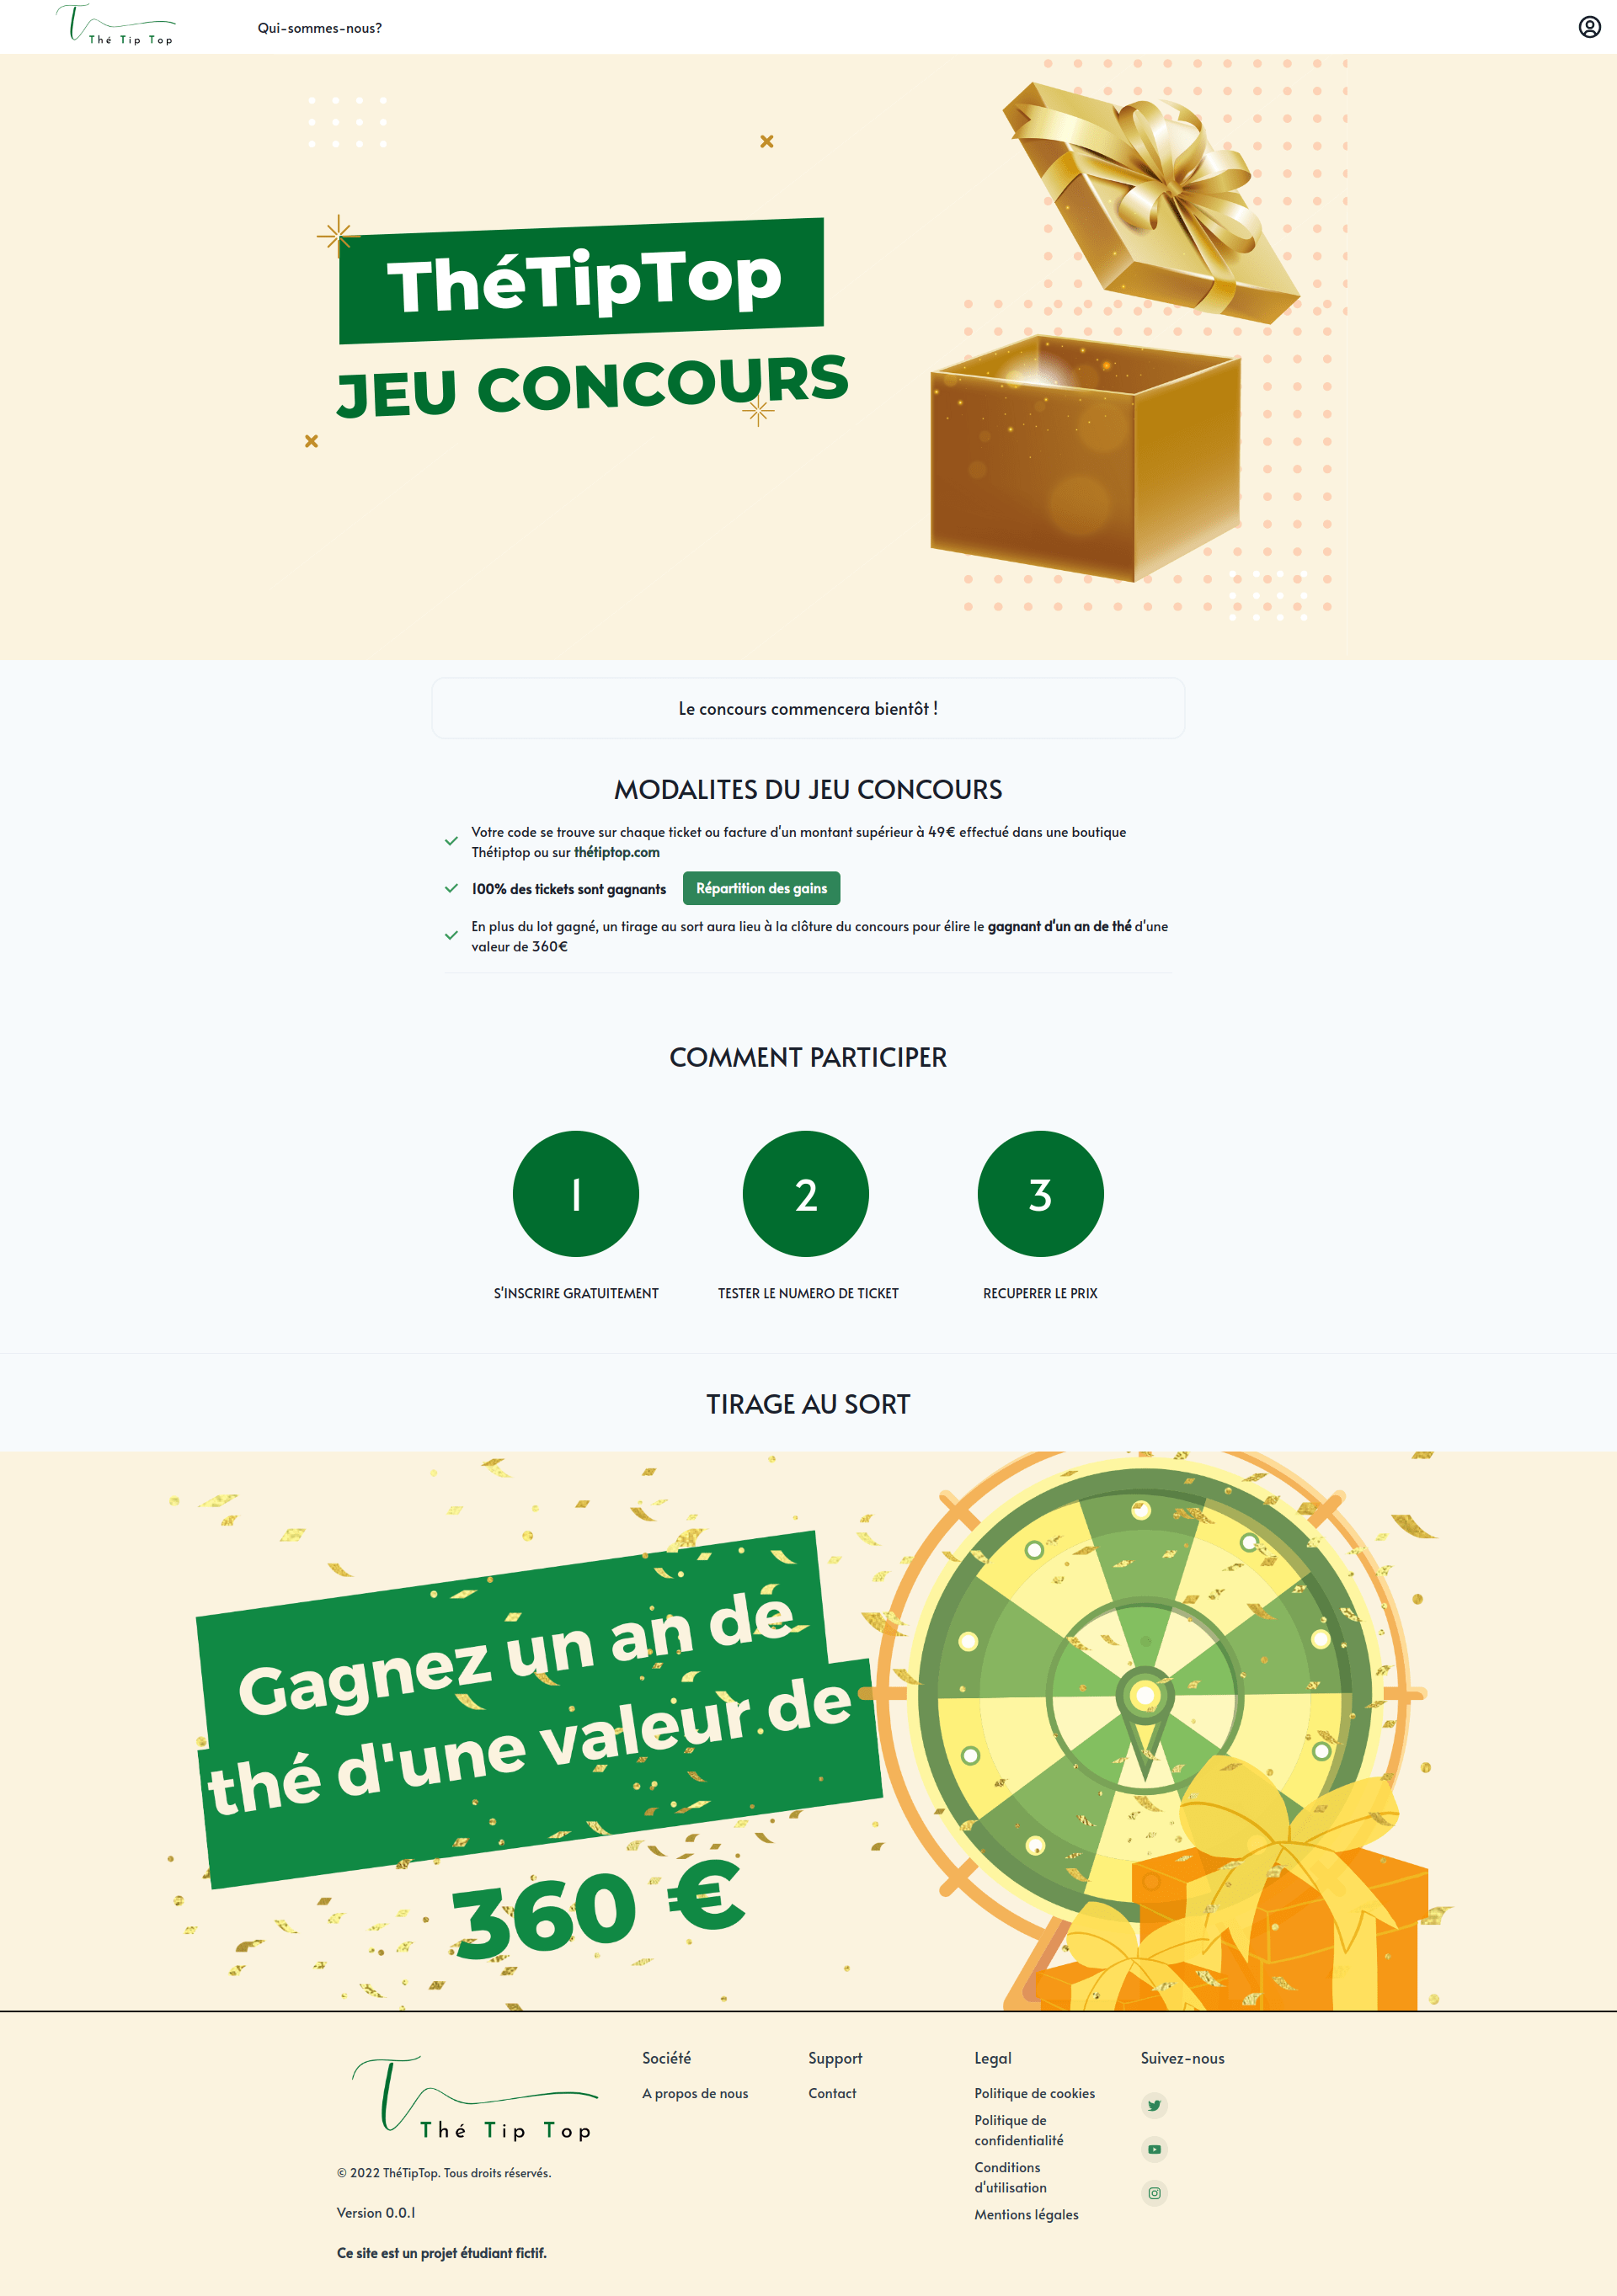 Thé Tip Top
Qui-sommes-nous?
ThéTipTop
JEU CONCOURS
Le concours commencera bientôt !
MODALITES DU JEU CONCOURS
Votre code se trouve sur chaque ticket ou facture d'un montant supérieur à 49€ effectué dans une boutique
Thétiptop ou sur thétiptop.com
100% des tickets sont gagnants
Répartition des gains
En plus du lot gagné, un tirage au sort aura lieu à la clôture du concours pour élire le gagnant d'un an de thé d'une
valeur de 360€
COMMENT PARTICIPER
1
2
3
S'INSCRIRE GRATUITEMENT
TESTER LE NUMERO DE TICKET
RECUPERER LE PRIX
TIRAGE AU SORT
Gagnez un an de
thé d'une valeur de
360 €
Thé Tip Top
© 2022 ThéTipTop. Tous droits réservés.
Version 0.0.1
Ce site est un projet étudiant fictif.
Société
A propos de nous
Support
Contact
Legal
Politique de cookies
Politique de
confidentialité
Conditions
d'utilisation
Mentions légales
Suivez-nous